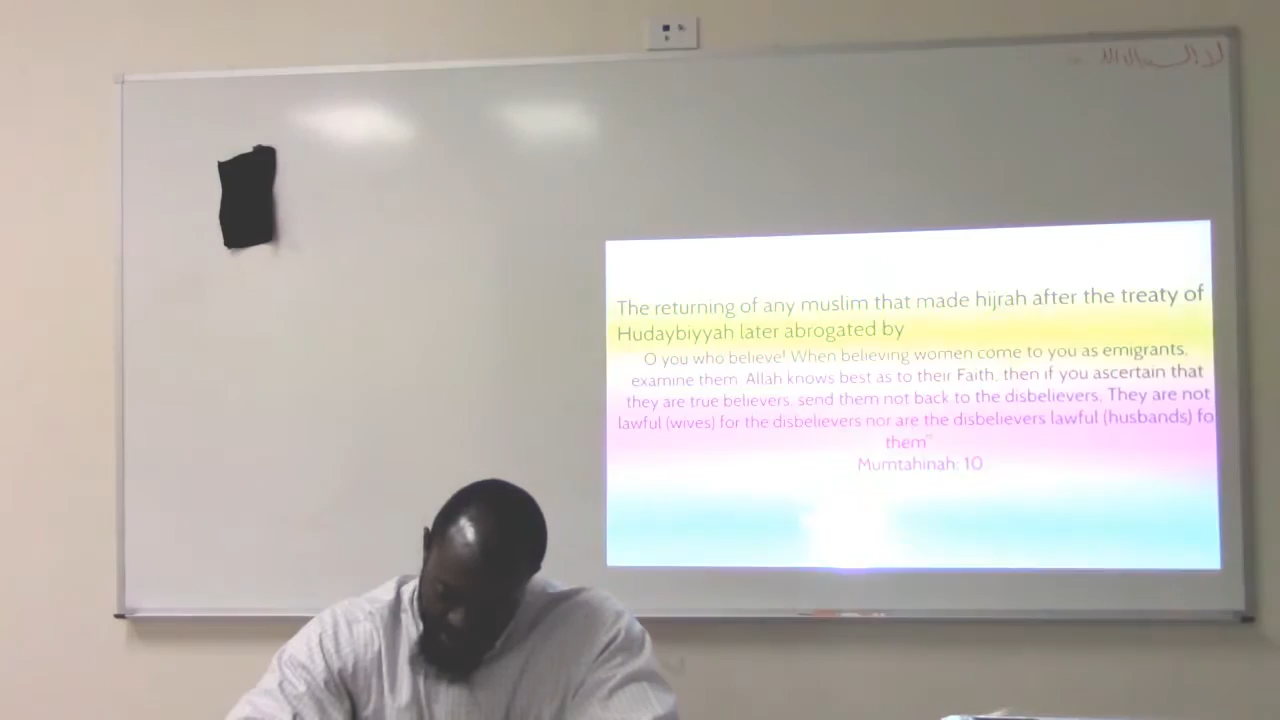 The returning of any muslim that made hijrah after the treaty of
Hudaybiyyah later abrogated by
O you who believe! When believing women come to you as emigrants,
examine them. Allah knows best as to their Faith, then if you ascertain that
they are true believers, send them not back to the disbelievers. They are not
lawful (wives) for the disbelievers nor are the disbelievers lawful (husbands) fo
them"
Mumtahinah: 10